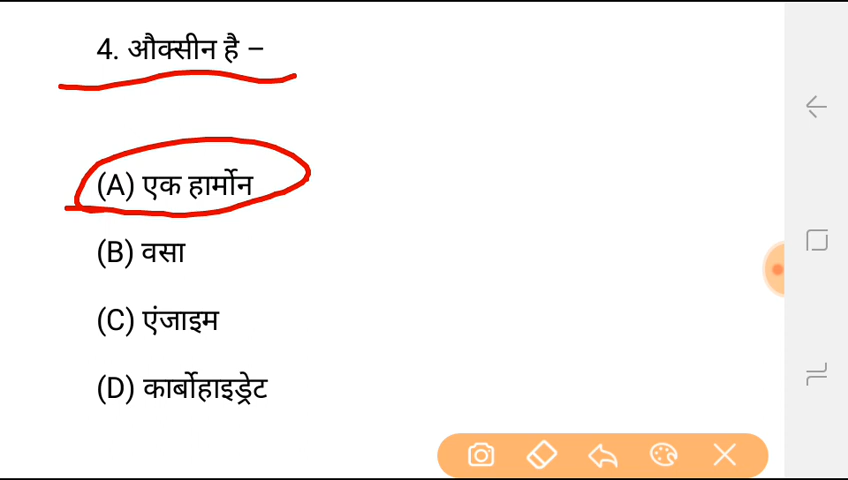 4. औक्सीन है –
(A) एक हार्मोन
(B) वसा
(C) एंजाइम
(D) कार्बोहाइड्रेट